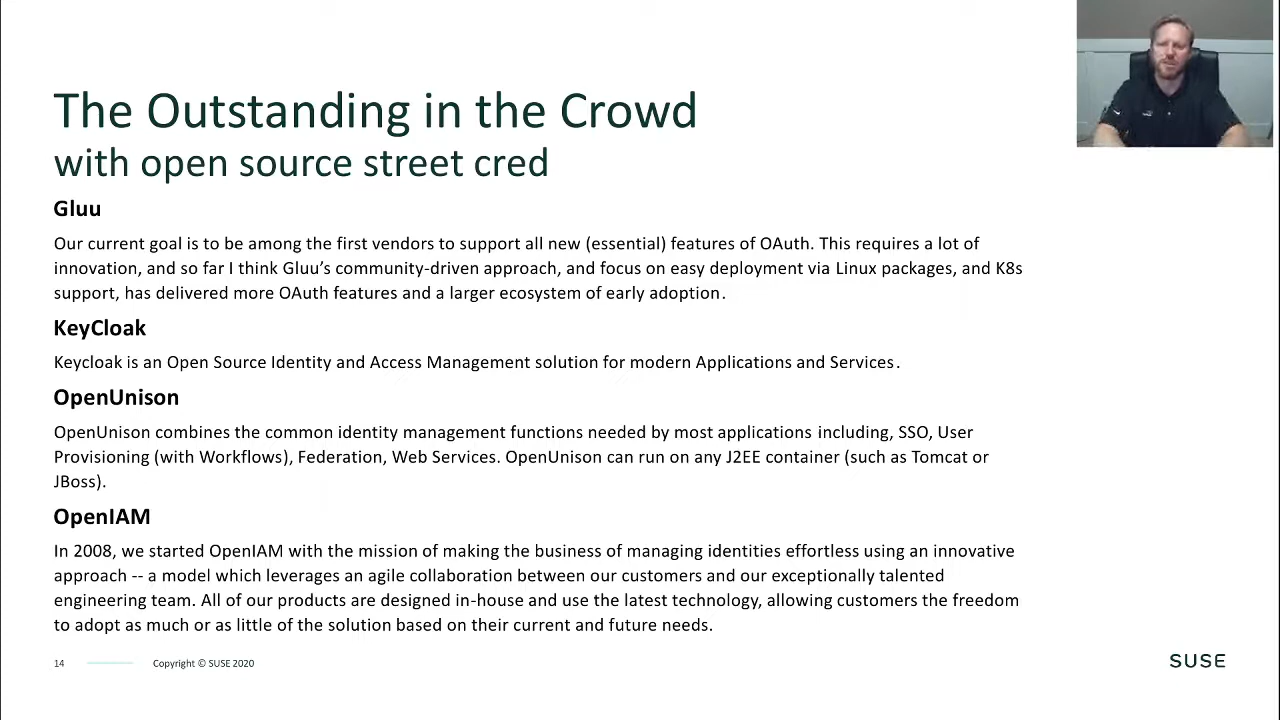 The Outstanding in the Crowd
with open source street cred
Gluu
Our current goal is to be among the first vendors to support all new (essential) features of OAuth. This requires a lot of
innovation, and so far I think Gluu’s community-driven approach, and focus on easy deployment via Linux packages, and K8s
support, has delivered more OAuth features and a larger ecosystem of early adoption.
KeyCloak
Keycloak is an Open Source Identity and Access Management solution for modern Applications and Services.
OpenUnison
OpenUnison combines the common identity management functions needed by most applications including, SSO, User
Provisioning (with Workflows), Federation, Web Services. OpenUnison can run on any J2EE container (such as Tomcat or
JBoss).
OpenIAM
In 2008, we started OpenIAM with the mission of making the business of managing identities effortless using an innovative
approach -- a model which leverages an agile collaboration between our customers and our exceptionally talented
engineering team. All of our products are designed in-house and use the latest technology, allowing customers the freedom
to adopt as much or as little of the solution based on their current and future needs.
14 Copyright © SUSE 2020
SUSE